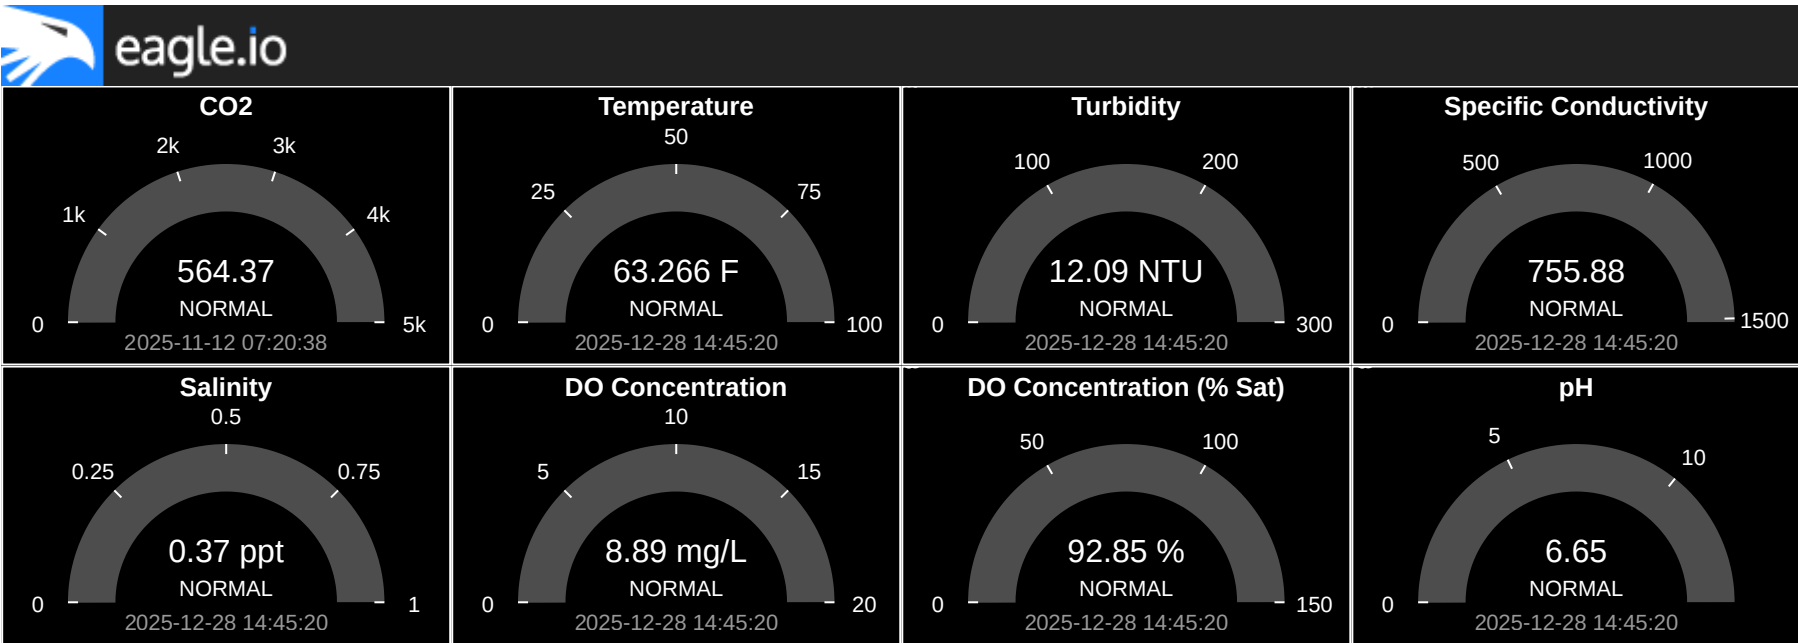 eagle.io
CO2
2k
3k
1k
4k
0
5k
564.37
NORMAL
2025-11-12 07:20:38
Temperature
50
25
75
0
100
63.266 F
NORMAL
2025-12-28 14:45:20
Turbidity
100
200
0
300
12.09 NTU
NORMAL
2025-12-28 14:45:20
Specific Conductivity
500
1000
0
1500
755.88
NORMAL
2025-12-28 14:45:20
Salinity
0.5
0.25
0.75
0
1
0.37 ppt
NORMAL
2025-12-28 14:45:20
DO Concentration
10
5
15
0
20
8.89 mg/L
NORMAL
2025-12-28 14:45:20
DO Concentration (% Sat)
50
100
0
150
92.85 %
NORMAL
2025-12-28 14:45:20
pH
5
10
0
6.65
NORMAL
2025-12-28 14:45:20